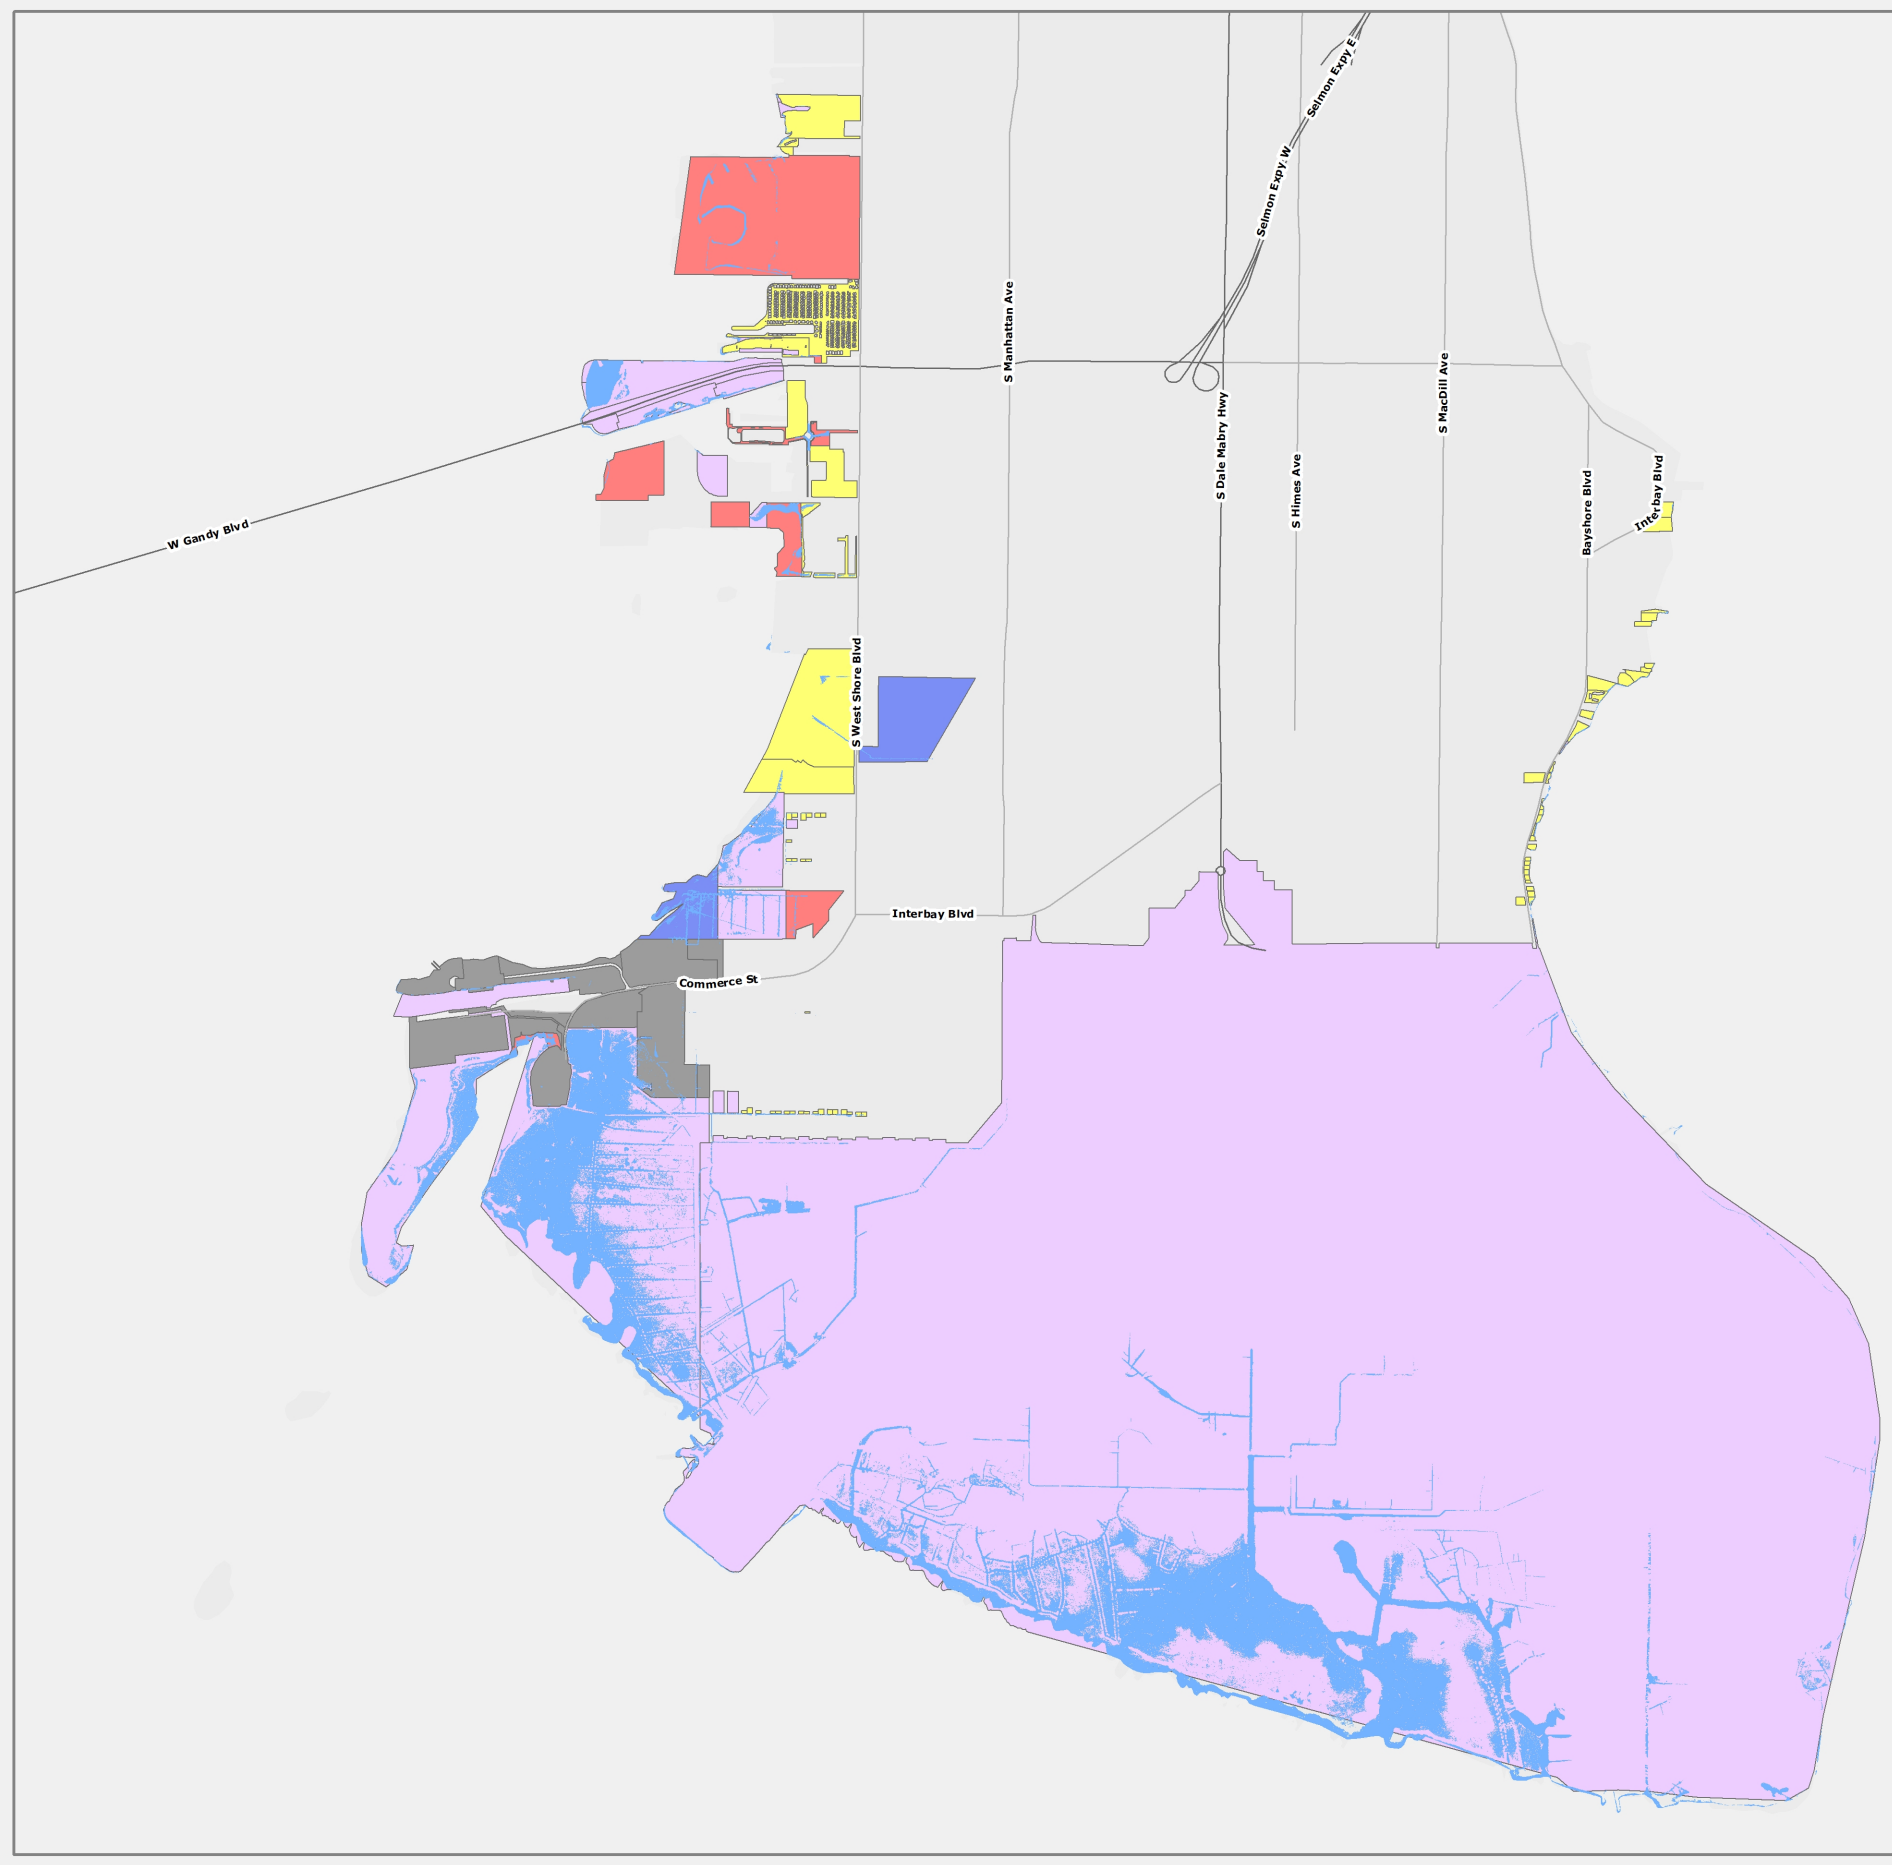 Selmon Expy E
Selmon Expy W
S Manhattan Ave
S MacDill Ave
S Dale Mabry Hwy
S Himes Ave
Bayshore Blvd
Interbay Blvd
W Gandy Blvd
S West Shore Blvd
Interbay Blvd
Commerce St